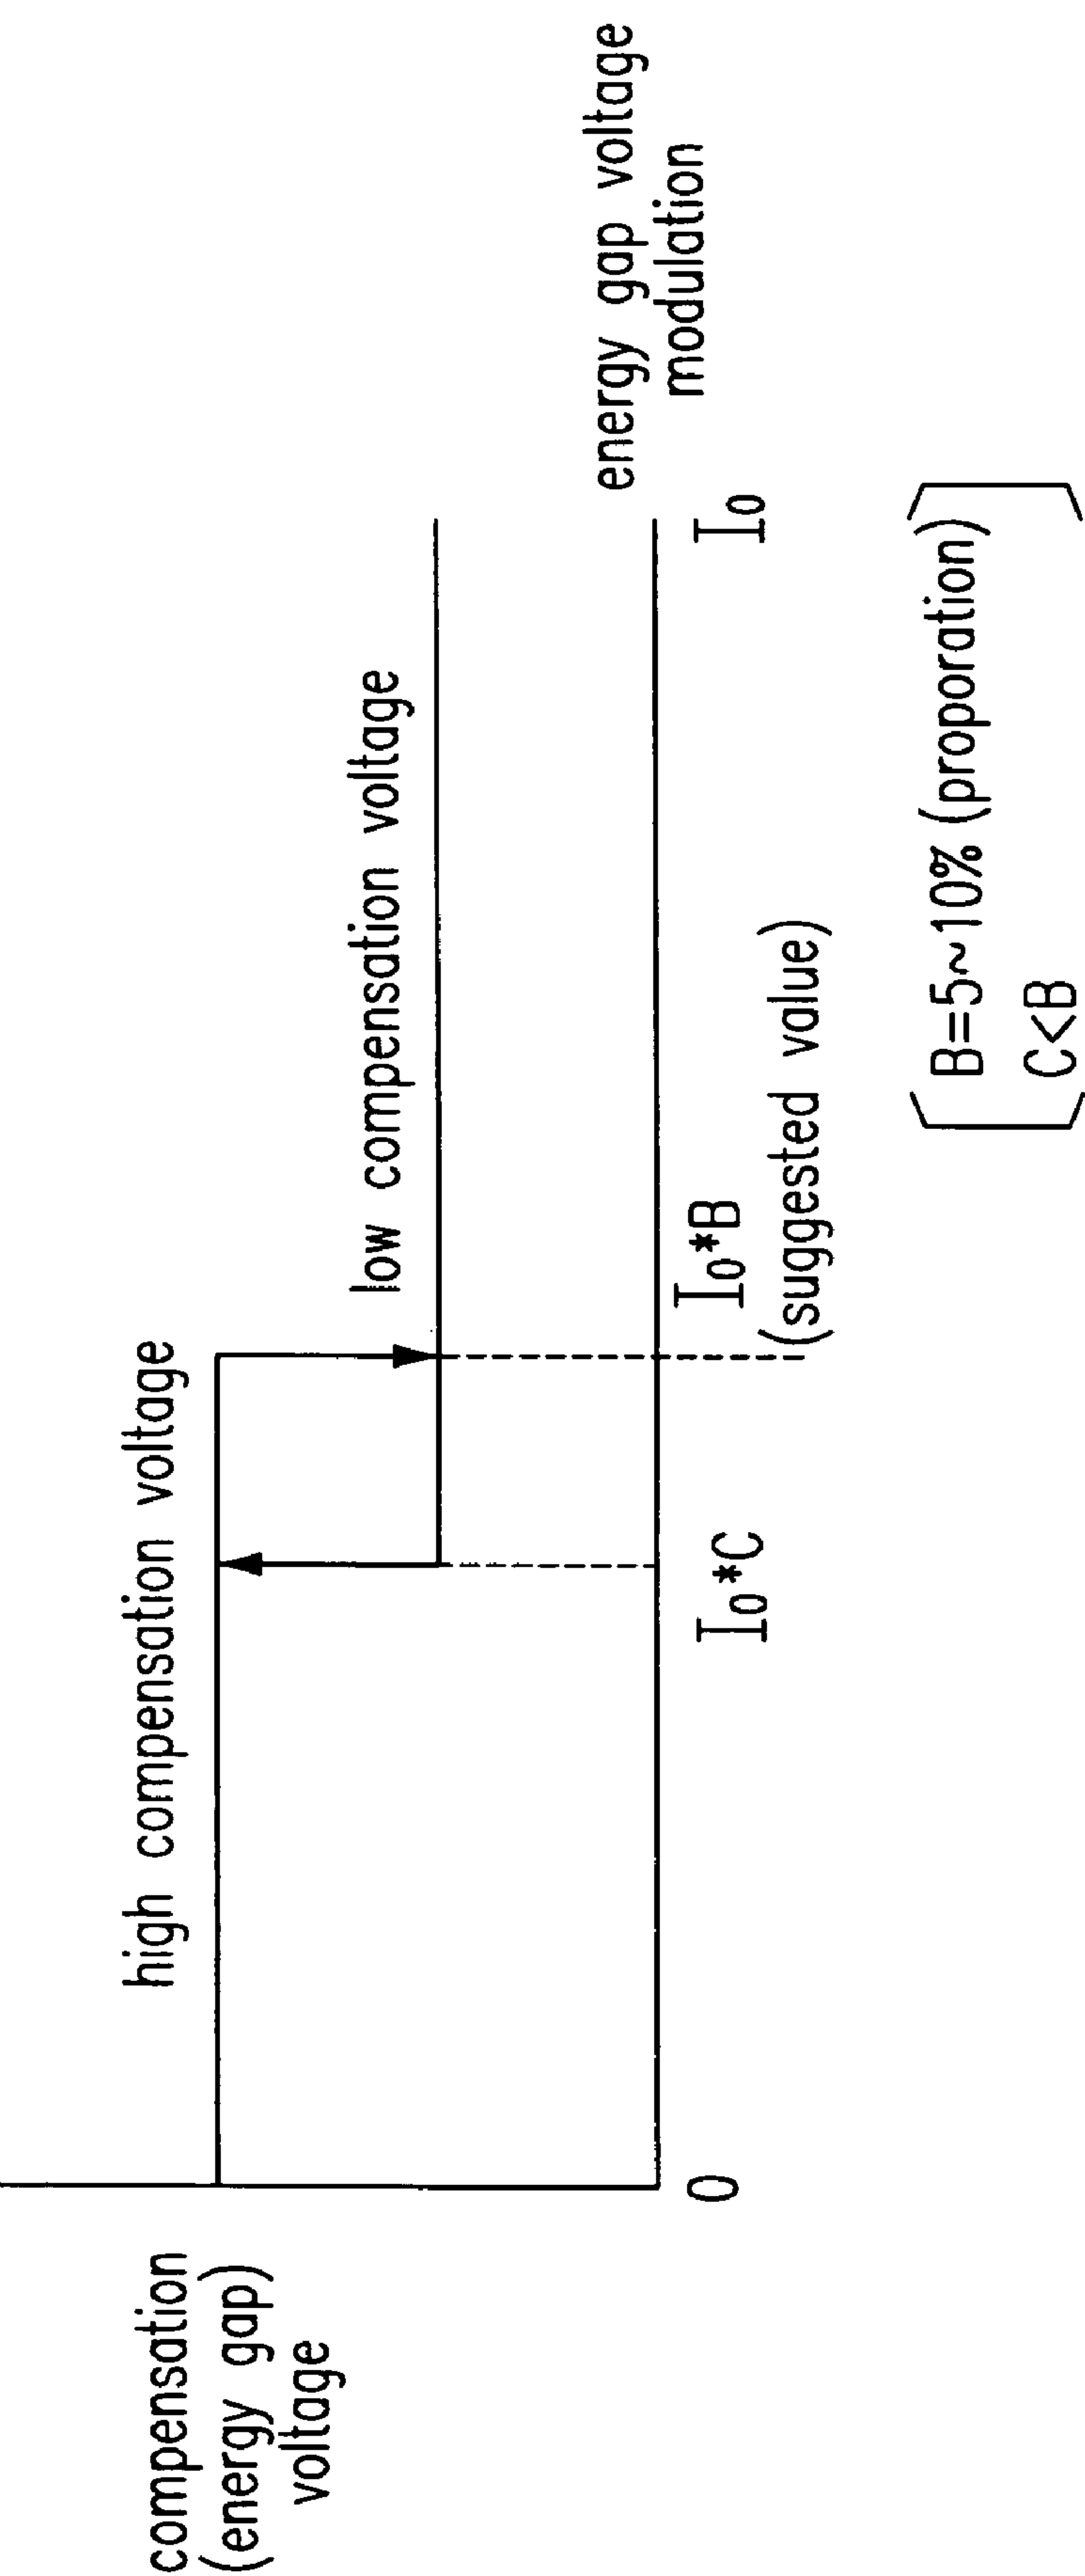 compensation
(energy gap)
voltage
high compensation voltage
low compensation voltage
energy gap voltage
modulation
0
I0*C
I0*B
(suggested value)
I0
B=5~10% (proporation)
C<B